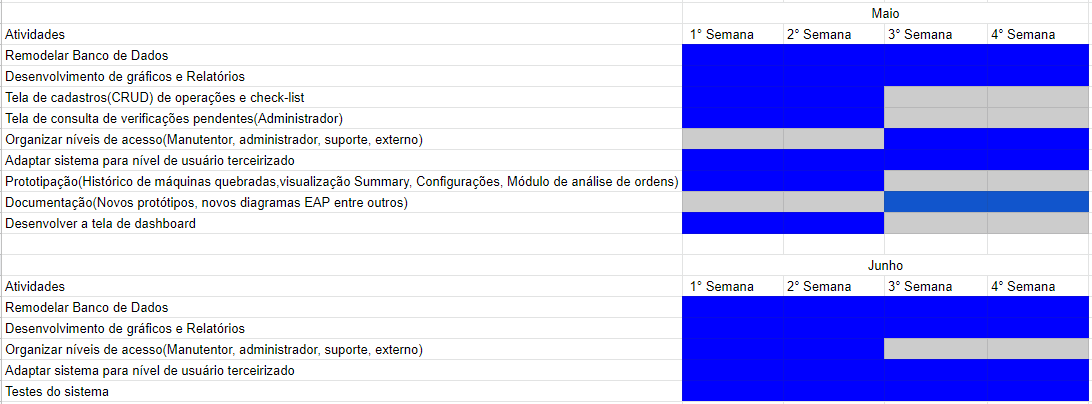 Maio
Atividades 1° Semana 2° Semana 3° Semana 4° Semana
Remodelar Banco de Dados
Desenvolvimento de gráficos e Relatórios
Tela de cadastros(CRUD) de operações e check-list
Tela de consulta de verificações pendentes(Administrador)
Organizar níveis de acesso(Manutentor, administrador, suporte, externo)
Adaptar sistema para nível de usuário terceirizado
Prototipação(Histórico de máquinas quebradas,visualização Summary, Configurações, Módulo de análise de ordens)
Documentação(Novos protótipos, novos diagramas EAP entre outros)
Desenvolver a tela de dashboard
Junho
Atividades 1° Semana 2° Semana 3° Semana 4° Semana
Remodelar Banco de Dados
Desenvolvimento de gráficos e Relatórios
Organizar níveis de acesso(Manutentor, administrador, suporte, externo)
Adaptar sistema para nível de usuário terceirizado
Testes do sistema